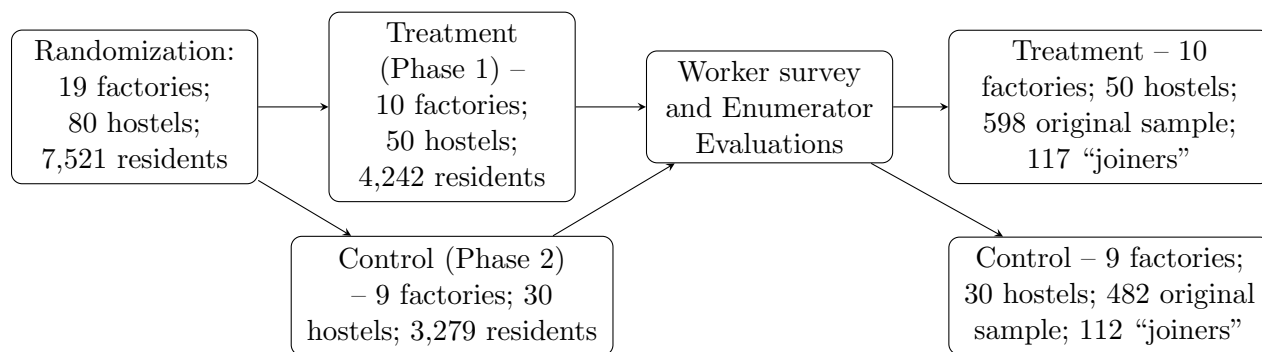 Randomization:
19 factories;
80 hostels;
7,521 residents
Treatment
(Phase 1) –
10 factories;
50 hostels;
4,242 residents
Control (Phase 2)
– 9 factories; 30
hostels; 3,279 residents
Worker survey
and Enumerator
Evaluations
Treatment – 10
factories; 50 hostels;
598 original sample;
117 “joiners”
Control – 9 factories;
30 hostels; 482 original
sample; 112 “joiners”